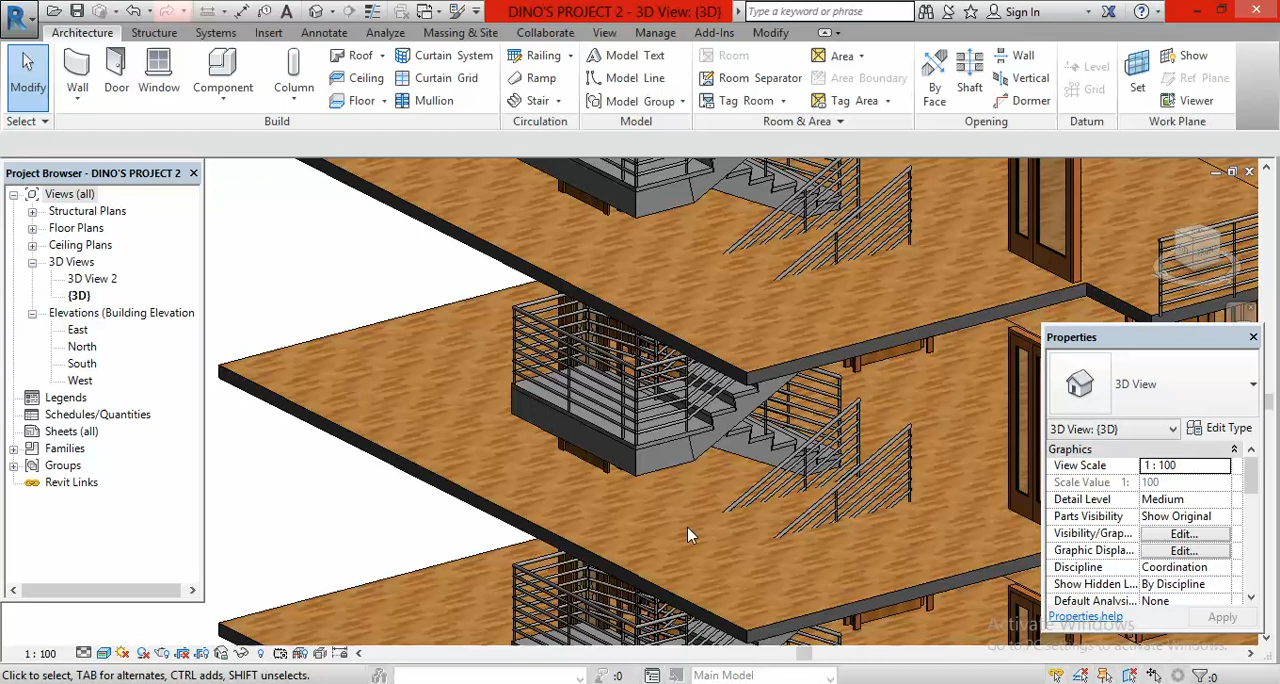 DINO'S PROJECT 2 - 3D View: {3D}
Type a keyword or phrase
Sign In
Architecture Structure Systems Insert Annotate Analyze Massing & Site Collaborate View Manage Add-Ins Modify
Modify Wall Door Window Component Column
Roof Curtain System
Ceiling Curtain Grid
Floor Mullion
Railing
Ramp
Stair
Model Text
Model Line
Model Group
Room Area
Room Separator Area Boundary
Tag Room Tag Area
By Face Shaft
Wall
Vertical
Dormer
Level
Grid
Set
Show
Ref Plane
Viewer
Select Build Circulation Model Room & Area Opening Datum Work Plane
Project Browser - DINO'S PROJECT 2
Views (all)
Structural Plans
Floor Plans
Ceiling Plans
3D Views
3D View 2
{3D}
Elevations (Building Elevation
East
North
South
West
Legends
Schedules/Quantities
Sheets (all)
Families
Groups
Revit Links
Properties
3D View
3D View: {3D} Edit Type
Graphics
View Scale 1 : 100
Scale Value 1: 100
Detail Level Medium
Parts Visibility Show Original
Visibility/Grap... Edit...
Graphic Displa... Edit...
Discipline Coordination
Show Hidden L... By Discipline
Default Analysi... None
Properties help Apply
Activate Windows
Go to PC settings to activate Windows.
1 : 100
Click to select, TAB for alternates, CTRL adds, SHIFT unselects.
:0
Main Model
:0